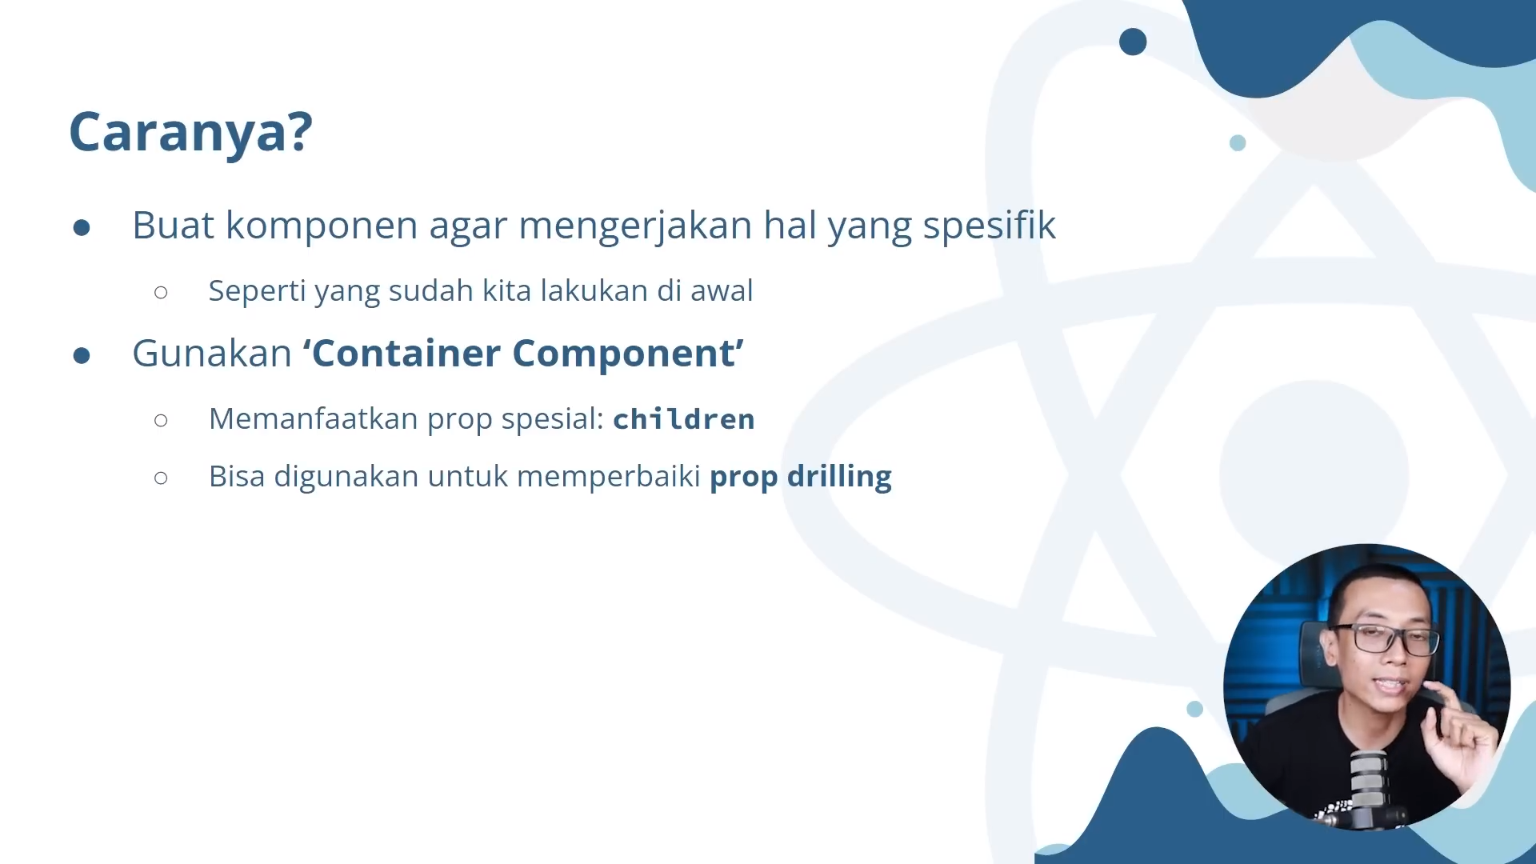 Caranya?
● Buat komponen agar mengerjakan hal yang spesifik
○ Seperti yang sudah kita lakukan di awal
● Gunakan ‘Container Component’
○ Memanfaatkan prop spesial: children
○ Bisa digunakan untuk memperbaiki prop drilling